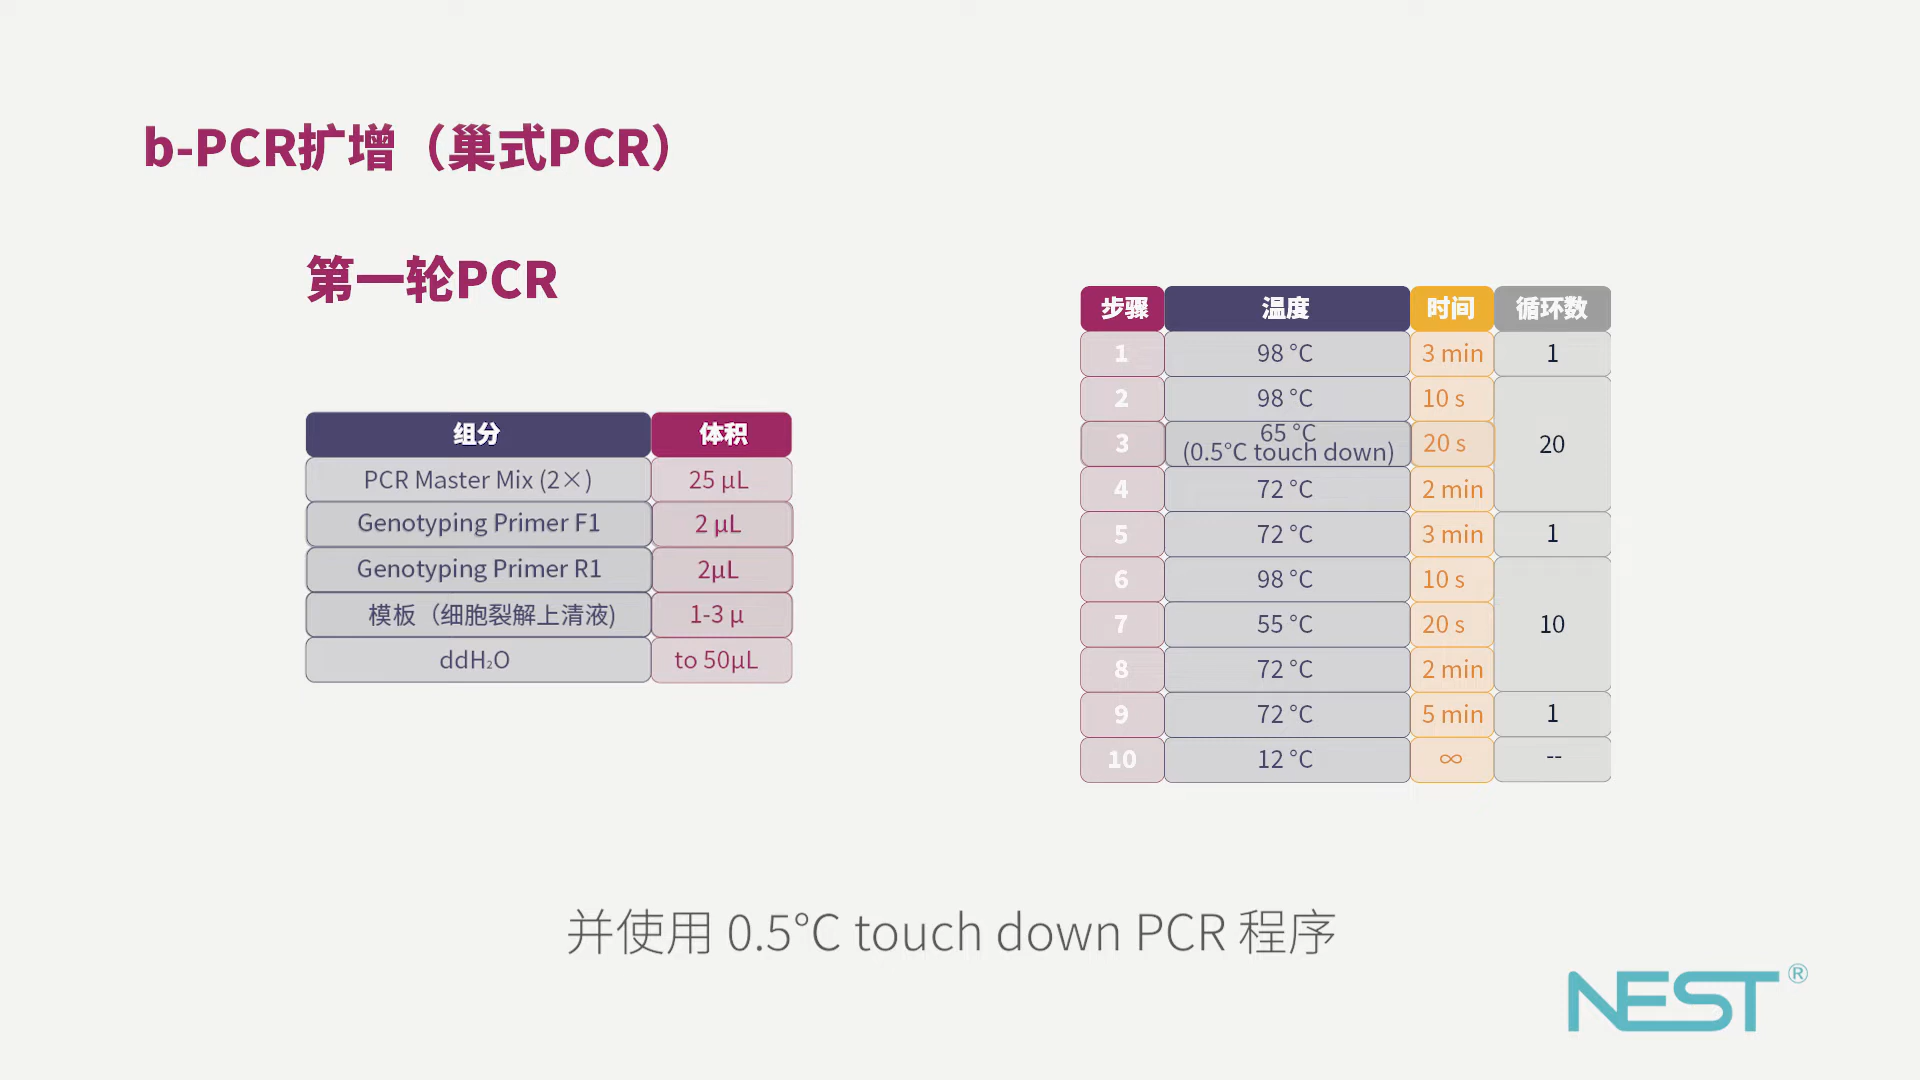 b-PCR扩增（巢式PCR）
第一轮PCR
组分 体积
PCR Master Mix (2×) 25 μL
Genotyping Primer F1 2 μL
Genotyping Primer R1 2μL
模板（细胞裂解上清液) 1-3 μ
ddH₂O to 50μL
步骤 温度 时间 循环数
1 98 °C 3 min 1
2 98 °C 10 s
3 65 °C (0.5°C touch down) 20 s 20
4 72 °C 2 min
5 72 °C 3 min 1
6 98 °C 10 s
7 55 °C 20 s 10
8 72 °C 2 min
9 72 °C 5 min 1
10 12 °C ∞ --
并使用 0.5°C touch down PCR 程序
NEST®